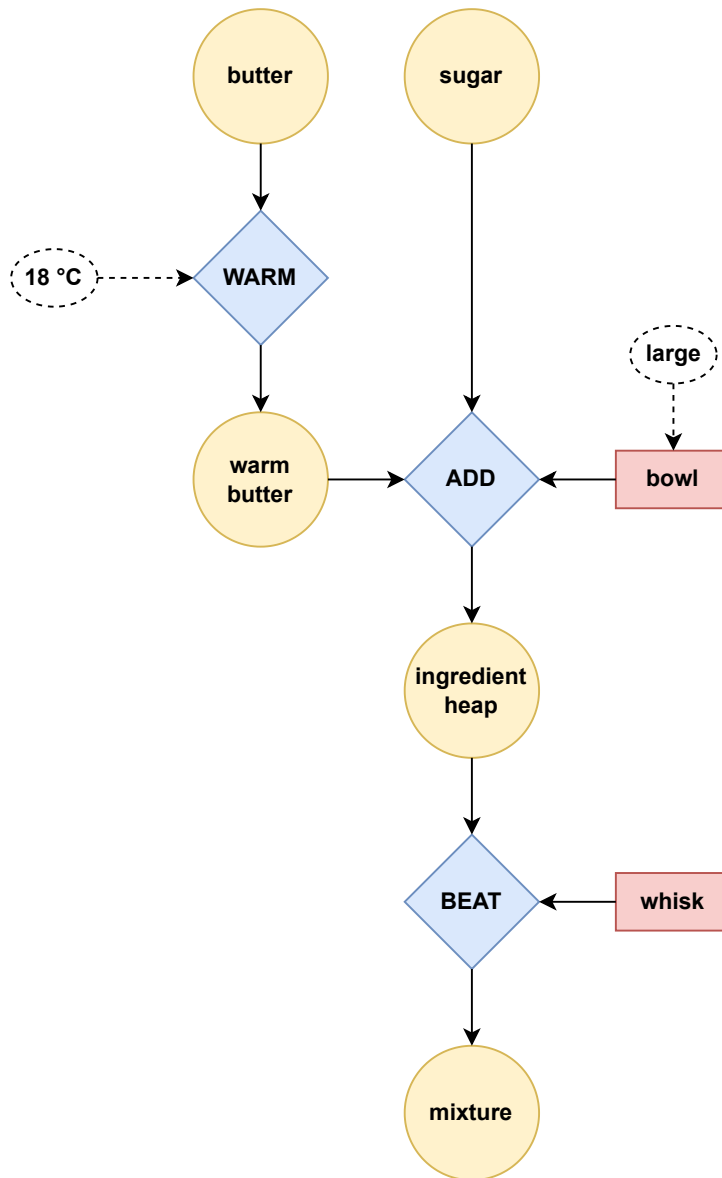 butter
sugar
18 °C
WARM
large
warm
butter
ADD
bowl
ingredient
heap
BEAT
whisk
mixture